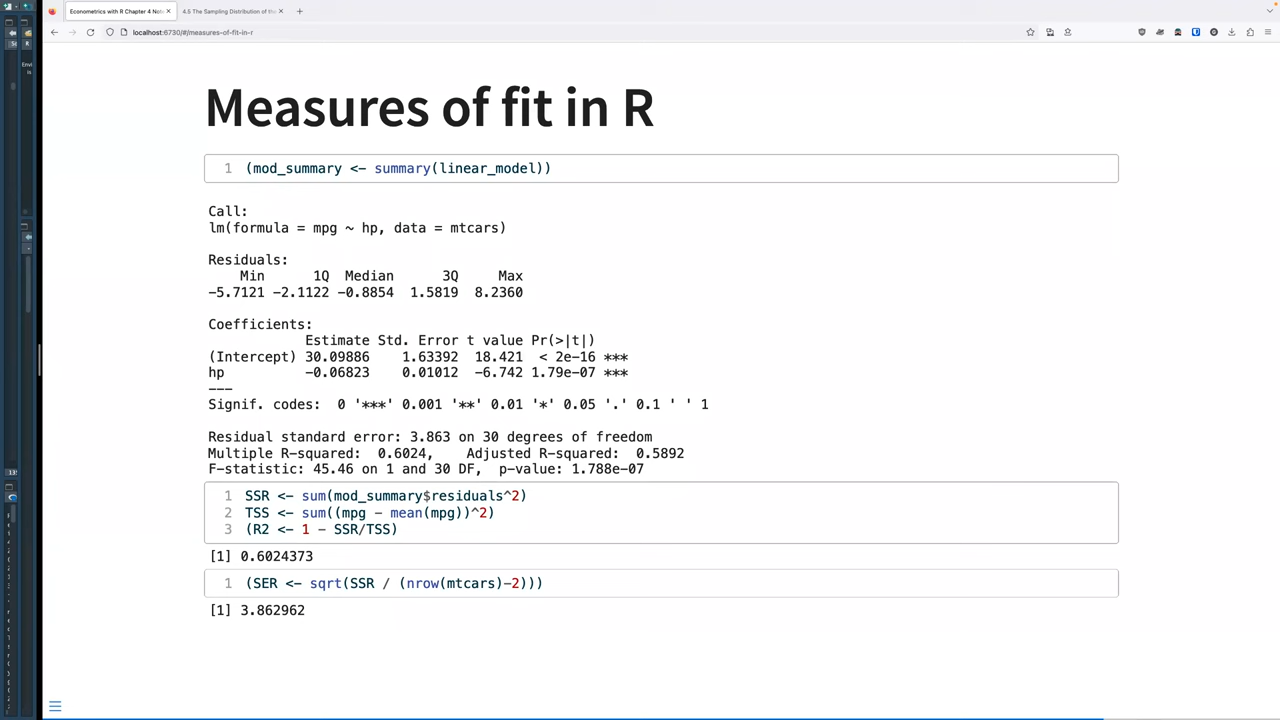 Econometrics with R Chapter 4 Not
4.5 The Sampling Distribution of the
localhost:6730/#/measures-of-fit-in-r
Envi
is
Measures of fit in R
1 (mod_summary <- summary(linear_model))
Call:
lm(formula = mpg ~ hp, data = mtcars)
Residuals:
Min 1Q Median 3Q Max
-5.7121 -2.1122 -0.8854 1.5819 8.2360
Coefficients:
Estimate Std. Error t value Pr(>|t|)
(Intercept) 30.09886 1.63392 18.421 < 2e-16 ***
hp -0.06823 0.01012 -6.742 1.79e-07 ***
---
Signif. codes: 0 '***' 0.001 '**' 0.01 '*' 0.05 '.' 0.1 ' ' 1
Residual standard error: 3.863 on 30 degrees of freedom
Multiple R-squared: 0.6024, Adjusted R-squared: 0.5892
F-statistic: 45.46 on 1 and 30 DF, p-value: 1.788e-07
1 SSR <- sum(mod_summary$residuals^2)
2 TSS <- sum((mpg - mean(mpg))^2)
3 (R2 <- 1 - SSR/TSS)
[1] 0.6024373
1 (SER <- sqrt(SSR / (nrow(mtcars)-2)))
[1] 3.862962